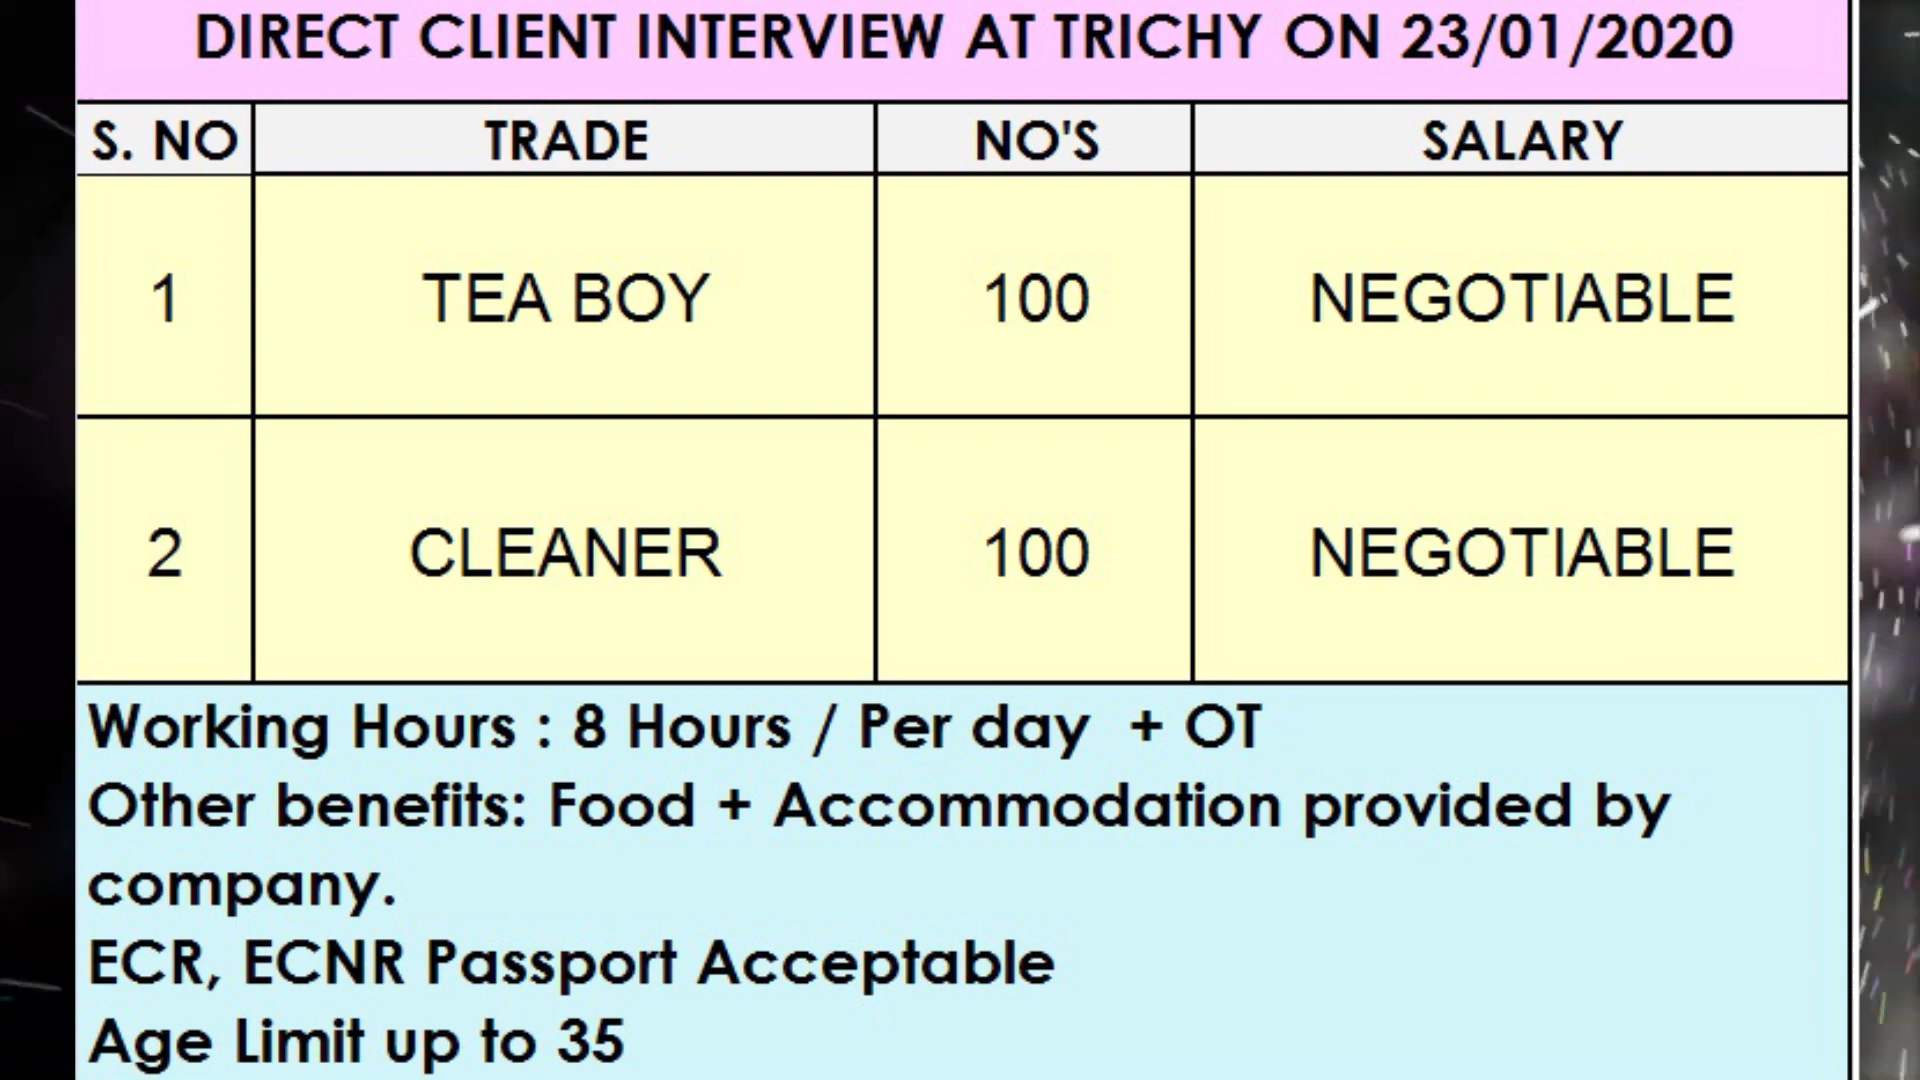 DIRECT CLIENT INTERVIEW AT TRICHY ON 23/01/2020
S. NO TRADE NO'S SALARY
1 TEA BOY 100 NEGOTIABLE
2 CLEANER 100 NEGOTIABLE
Working Hours : 8 Hours / Per day + OT
Other benefits: Food + Accommodation provided by
company.
ECR, ECNR Passport Acceptable
Age Limit up to 35